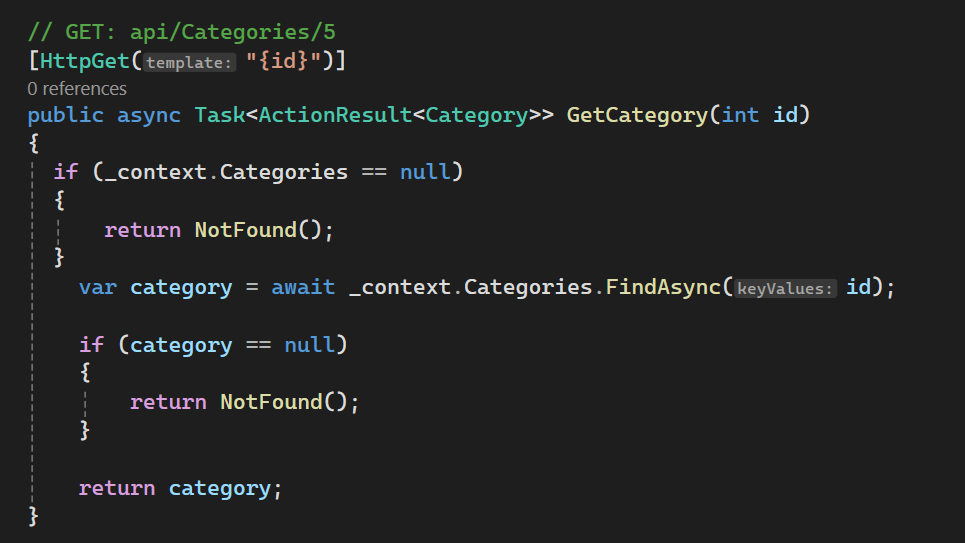 // GET: api/Categories/5
[HttpGet(template: "{id}")]
0 references
public async Task<ActionResult<Category>> GetCategory(int id)
{
if (_context.Categories == null)
{
return NotFound();
}
var category = await _context.Categories.FindAsync(keyValues: id);
if (category == null)
{
return NotFound();
}
return category;
}